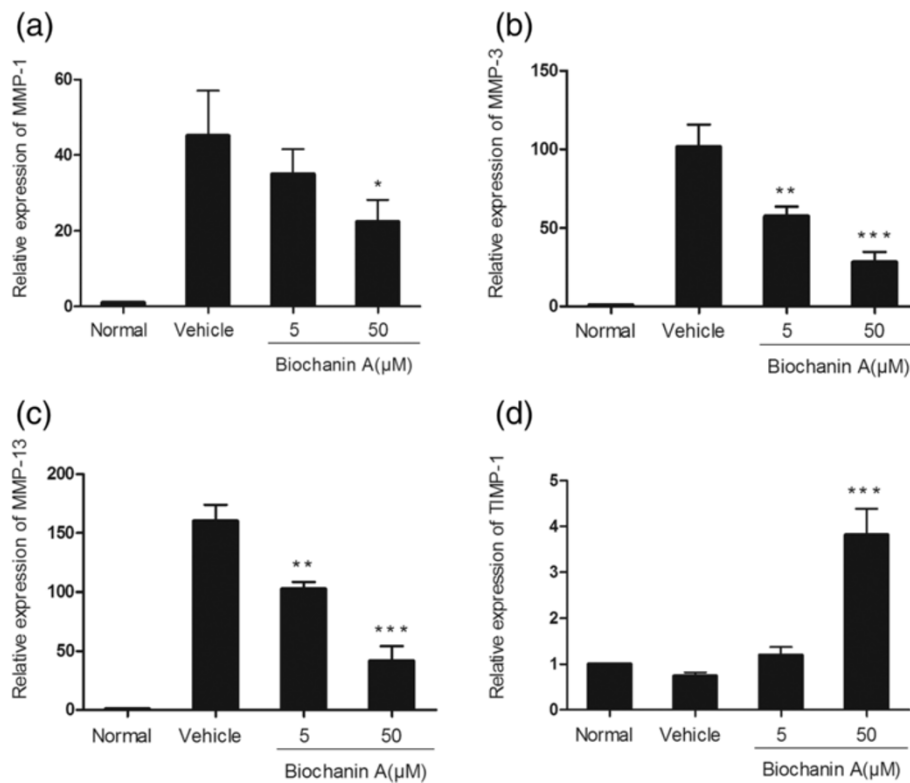 (a)
Relative expression of MMP-1
60
40
20
0
*
Normal Vehicle 5 50
Biochanin A(μM)
(b)
Relative expression of MMP-3
150
100
50
0
**
***
Normal Vehicle 5 50
Biochanin A(μM)
(c)
Relative expression of MMP-13
200
150
100
50
0
**
***
Normal Vehicle 5 50
Biochanin A(μM)
(d)
Relative expression of TIMP-1
5
4
3
2
1
0
***
Normal Vehicle 5 50
Biochanin A(μM)